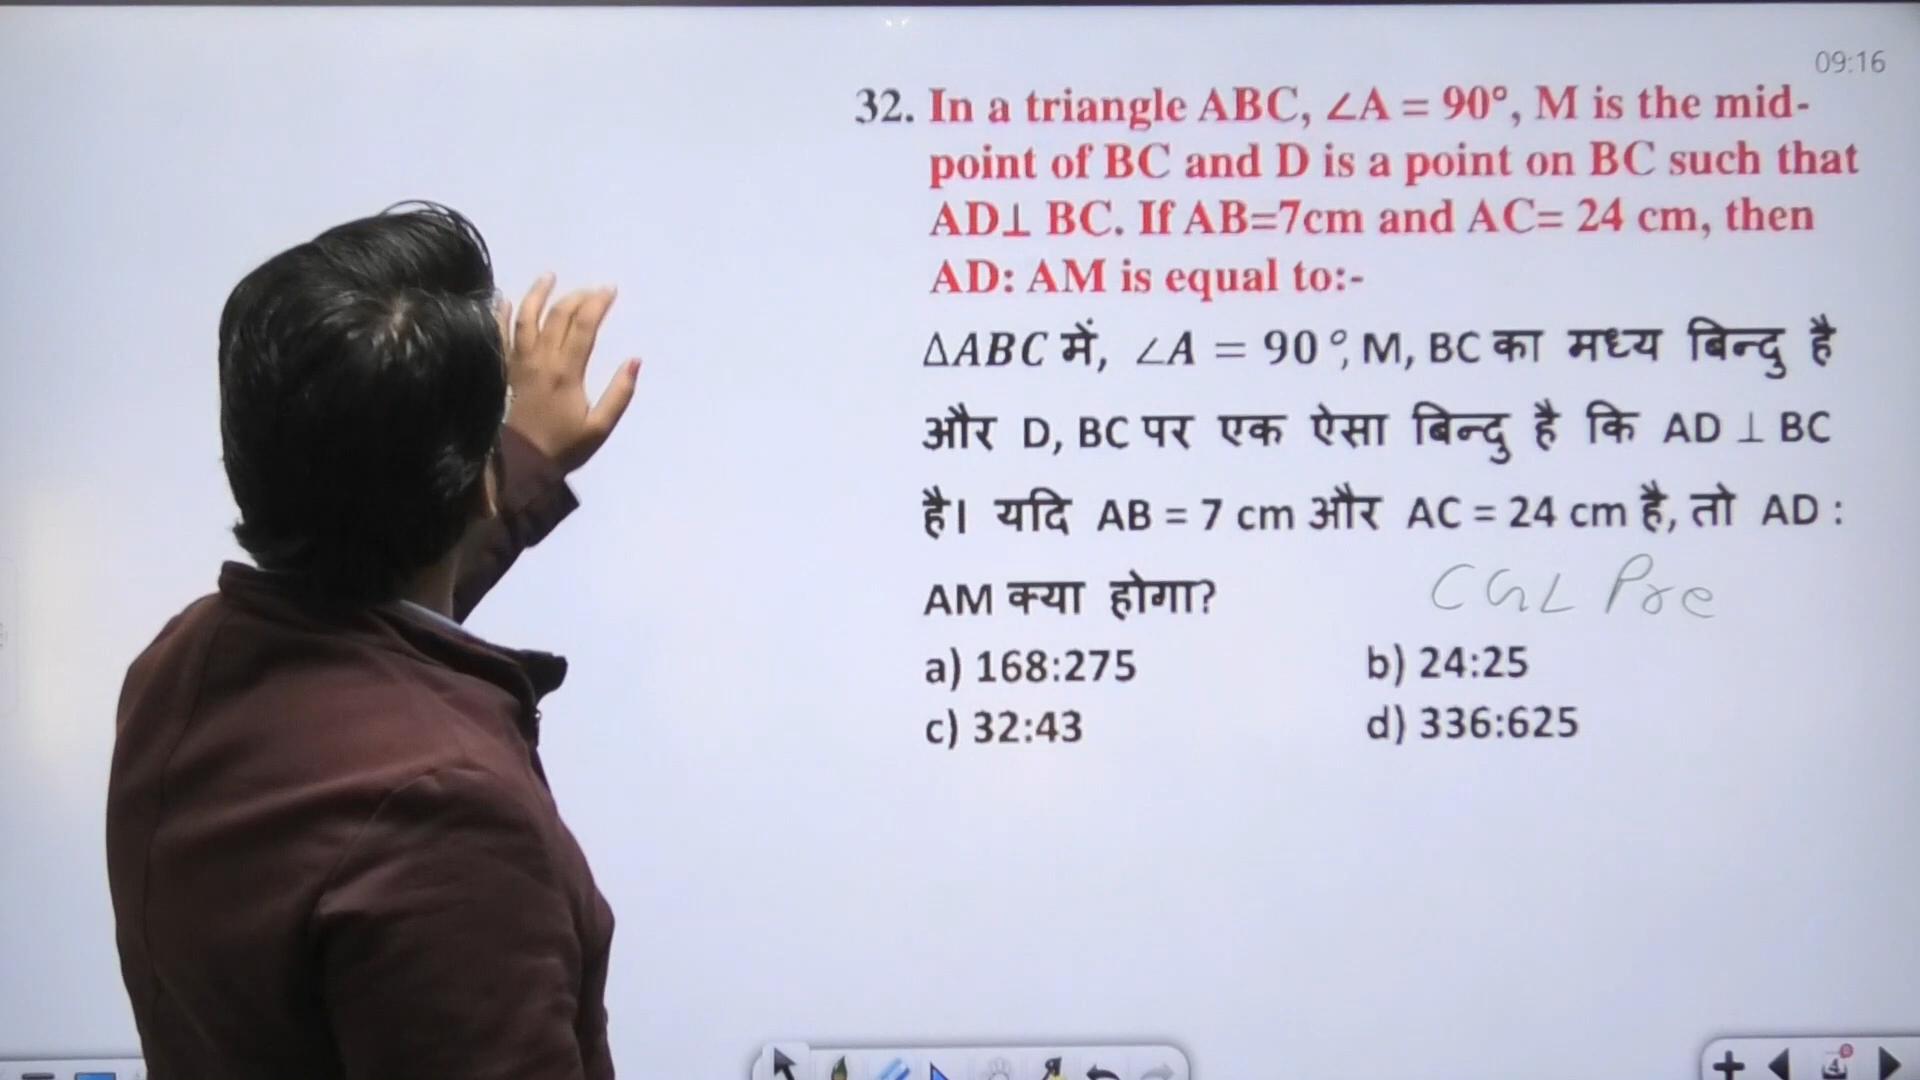 09:16
32. In a triangle ABC, ∠A = 90°, M is the mid-
point of BC and D is a point on BC such that
AD⊥ BC. If AB=7cm and AC= 24 cm, then
AD: AM is equal to:-
ΔABC में, ∠A = 90°, M, BC का मध्य बिन्दु है
और D, BC पर एक ऐसा बिन्दु है कि AD ⊥ BC
है। यदि AB = 7 cm और AC = 24 cm है, तो AD :
AM क्या होगा?
CGL Pre
a) 168:275 b) 24:25
c) 32:43 d) 336:625